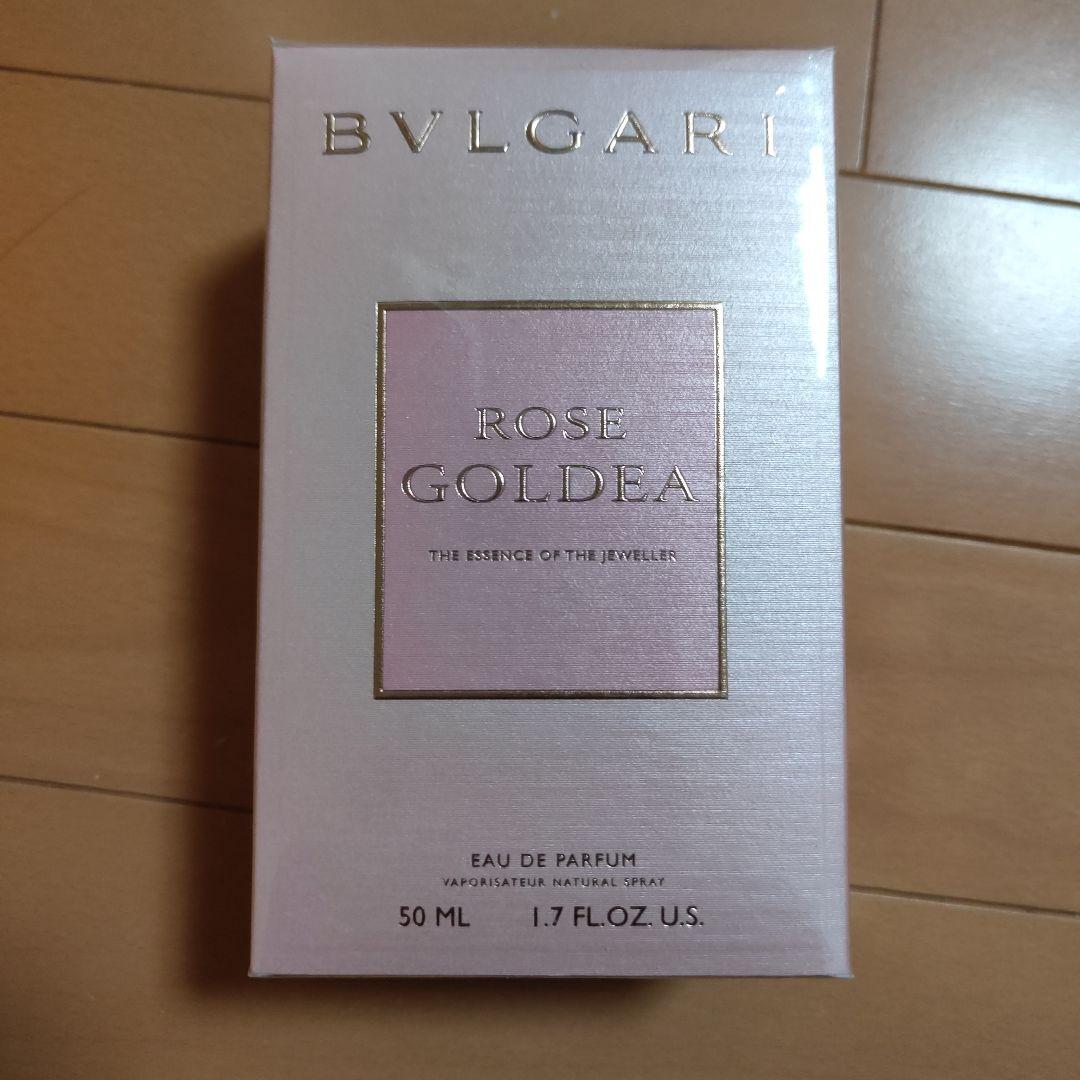 BVLGARI
ROSE
GOLDEA
THE ESSENCE OF THE JEWELLER
EAU DE PARFUM
VAPORISATEUR NATURAL SPRAY
50 ML 1.7 FL.OZ. U.S.